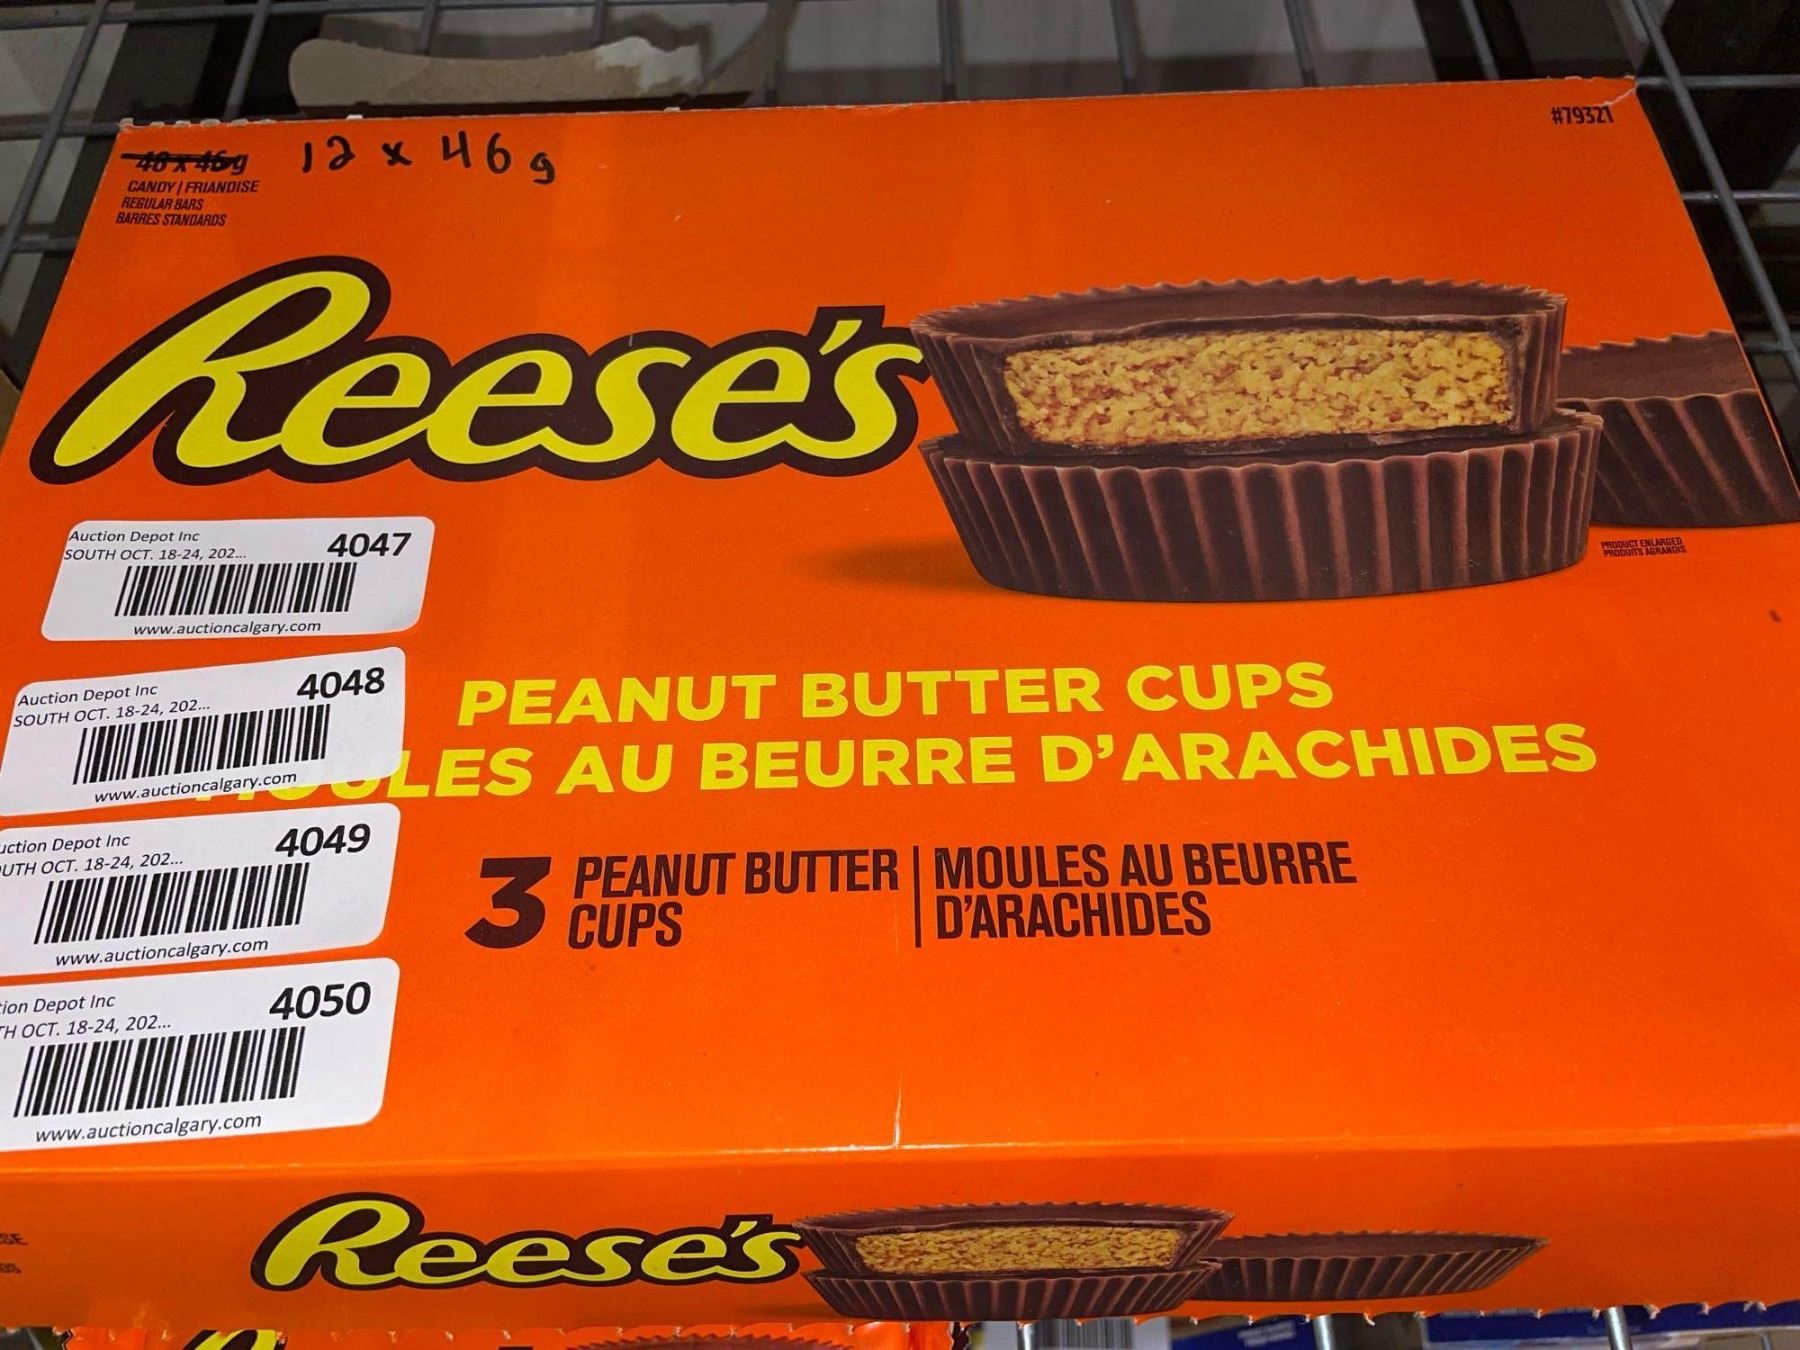 #79321
48 x 46g 12 x 46g
CANDY | FRIANDISE
REGULAR BARS
BARRES STANDARDS
Reese's
PRODUCT ENLARGED
PRODUITS AGRANDIS
Auction Depot Inc 4047
SOUTH OCT. 18-24, 202...
www.auctioncalgary.com
Auction Depot Inc 4048
SOUTH OCT. 18-24, 202...
www.auctioncalgary.com
PEANUT BUTTER CUPS
OULES AU BEURRE D'ARACHIDES
uction Depot Inc 4049
OUTH OCT. 18-24, 202...
www.auctioncalgary.com
3 PEANUT BUTTER CUPS | MOULES AU BEURRE D'ARACHIDES
tion Depot Inc 4050
TH OCT. 18-24, 202...
www.auctioncalgary.com
Reese's